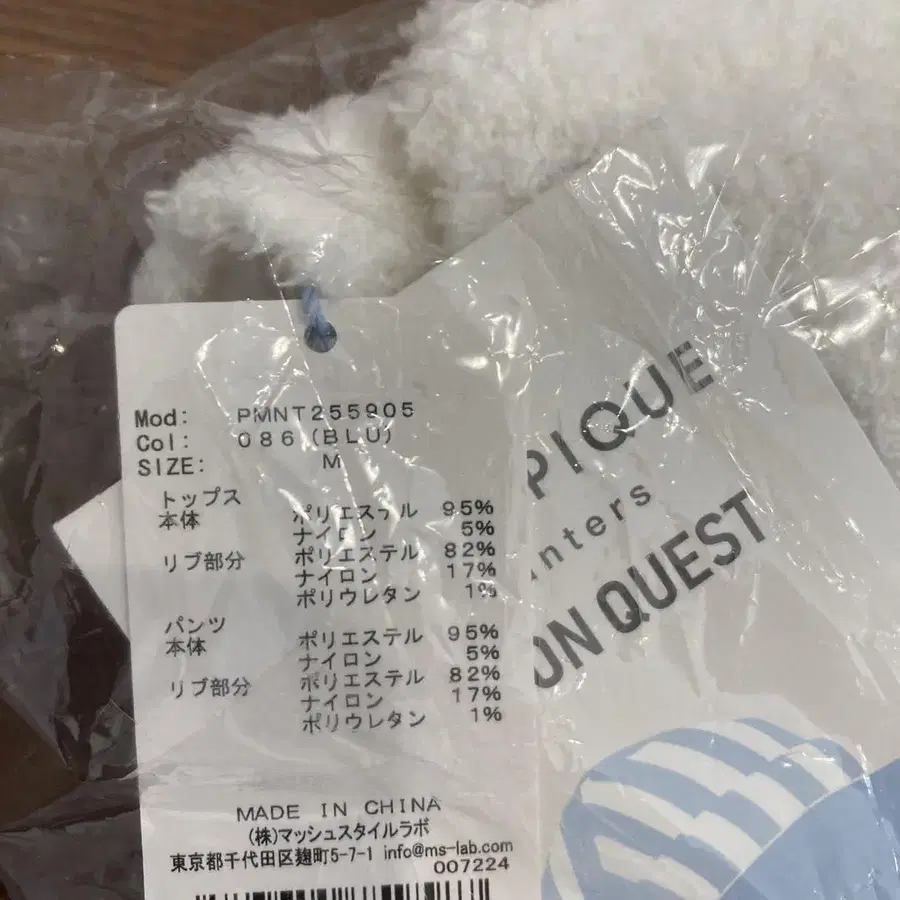 Mod: PMNT255905
Col: 086(BLU)
SIZE: M
トップス
本体 ポリエステル 95%
ナイロン 5%
リブ部分 ポリエステル 82%
ナイロン 17%
ポリウレタン 1%
パンツ
本体 ポリエステル 95%
ナイロン 5%
リブ部分 ポリエステル 82%
ナイロン 17%
ポリウレタン 1%
MADE IN CHINA
(株)マッシュスタイルラボ
東京都千代田区麹町5-7-1 info@ms-lab.com
007224
PIQUE
nters
ON QUEST